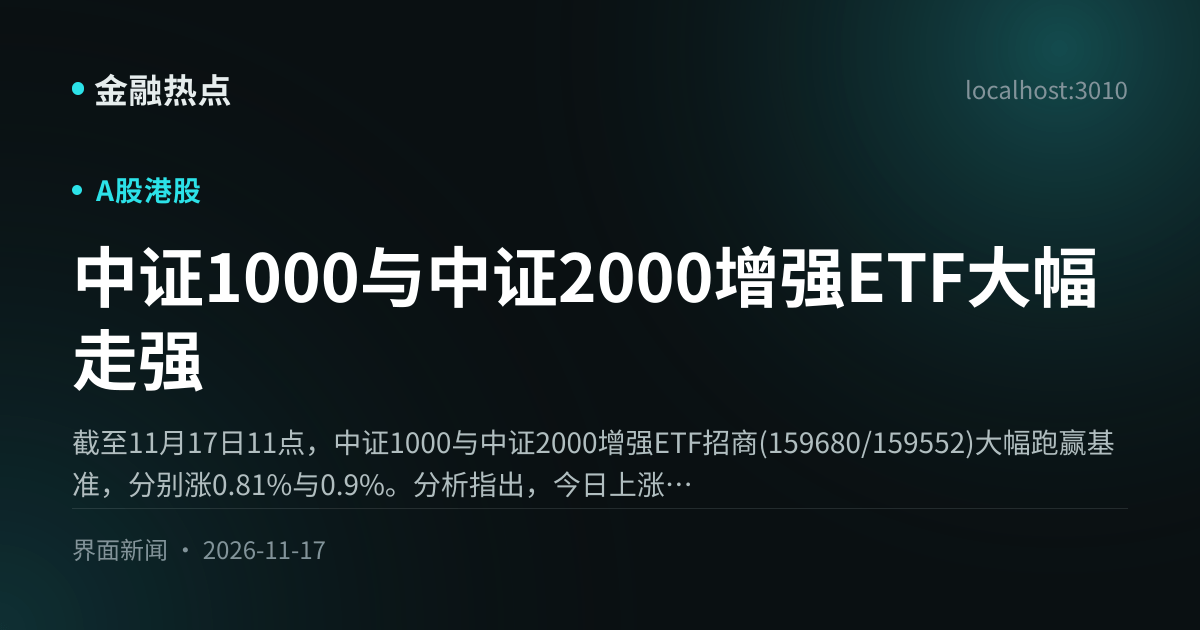 金融热点
localhost:3010
A股港股
中证1000与中证2000增强ETF大幅
走强
截至11月17日11点，中证1000与中证2000增强ETF招商(159680/159552)大幅跑赢基
准，分别涨0.81%与0.9%。分析指出，今日上涨…
界面新闻 • 2026-11-17